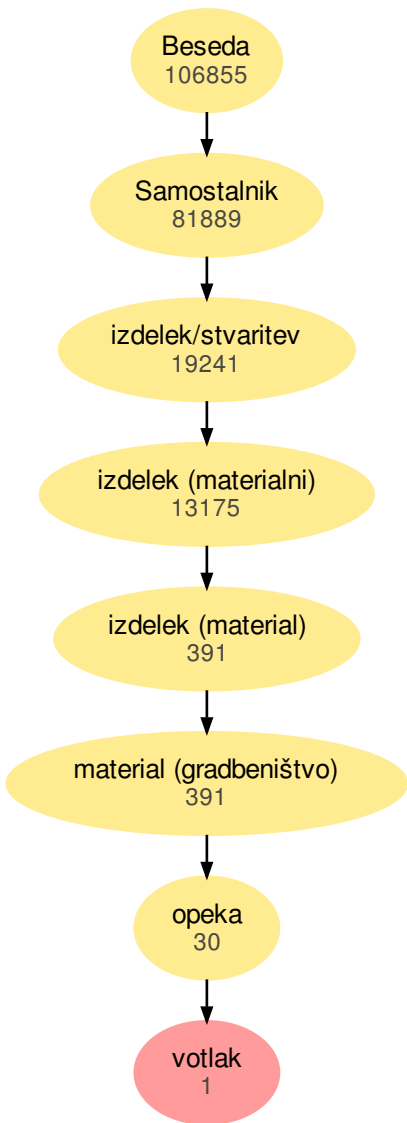 Beseda
106855
Samostalnik
81889
izdelek/stvaritev
19241
izdelek (materialni)
13175
izdelek (material)
391
material (gradbeništvo)
391
opeka
30
votlak
1